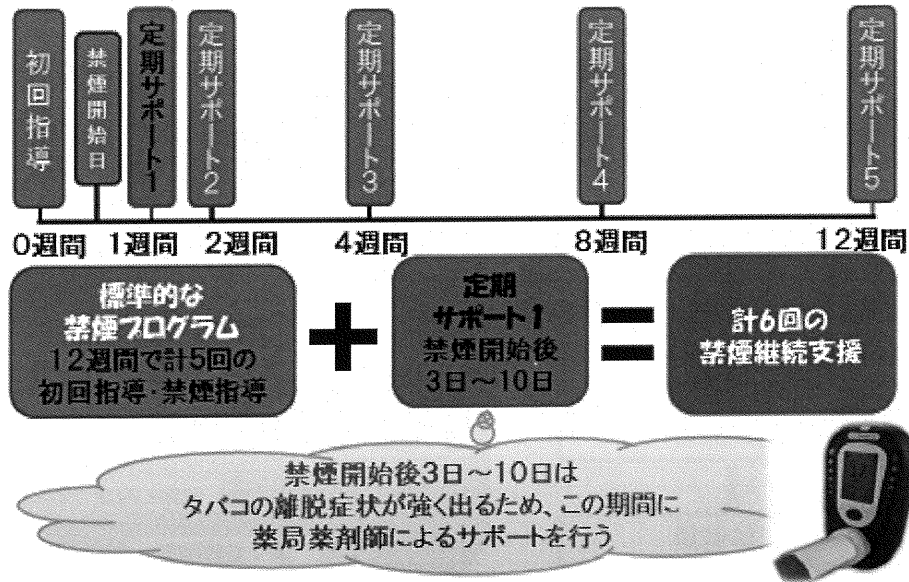 初回指導
禁煙開始日
定期サポート1
定期サポート2
定期サポート3
定期サポート4
定期サポート5
0週間 1週間 2週間 4週間 8週間 12週間
標準的な
禁煙プログラム
12週間で計5回の
初回指導・禁煙指導
+
定期
サポート1
禁煙開始後
3日～10日
=
計6回の
禁煙継続支援
禁煙開始後3日～10日は
タバコの離脱症状が強く出るため、この期間に
薬局薬剤師によるサポートを行う